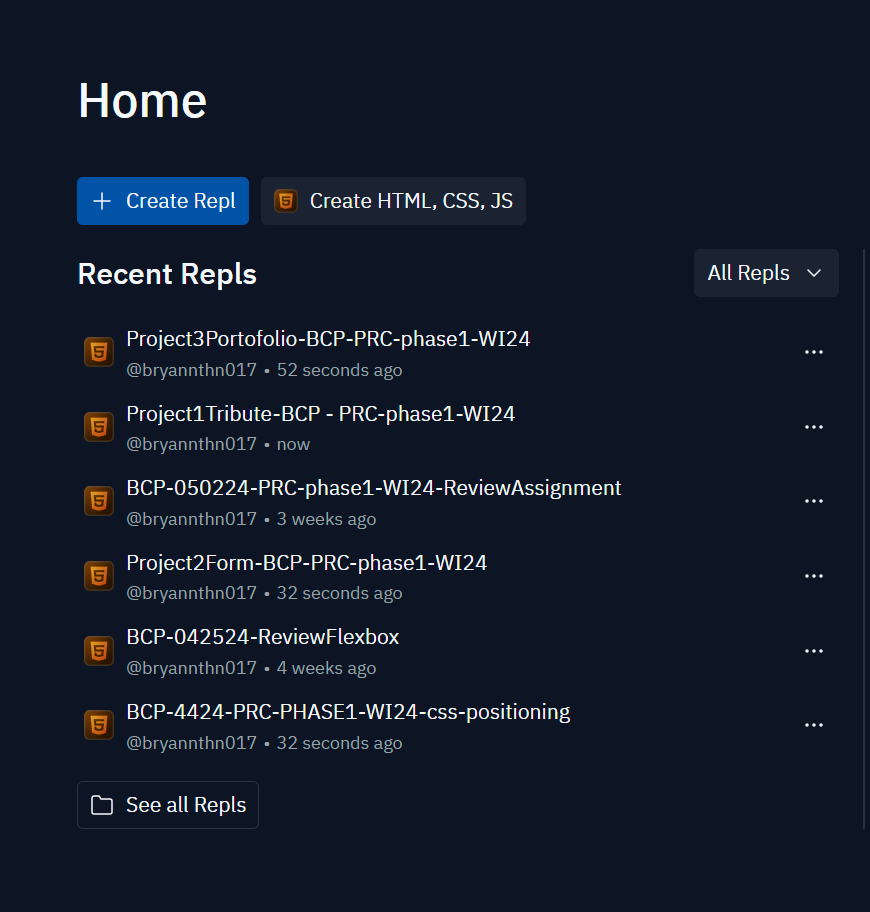 Home
Create Repl
Create HTML, CSS, JS
Recent Repls
All Repls
Project3Portofolio-BCP-PRC-phase1-WI24
@bryannthn017 • 52 seconds ago
Project1Tribute-BCP - PRC-phase1-WI24
@bryannthn017 • now
BCP-050224-PRC-phase1-WI24-ReviewAssignment
@bryannthn017 • 3 weeks ago
Project2Form-BCP-PRC-phase1-WI24
@bryannthn017 • 32 seconds ago
BCP-042524-ReviewFlexbox
@bryannthn017 • 4 weeks ago
BCP-4424-PRC-PHASE1-WI24-css-positioning
@bryannthn017 • 32 seconds ago
See all Repls